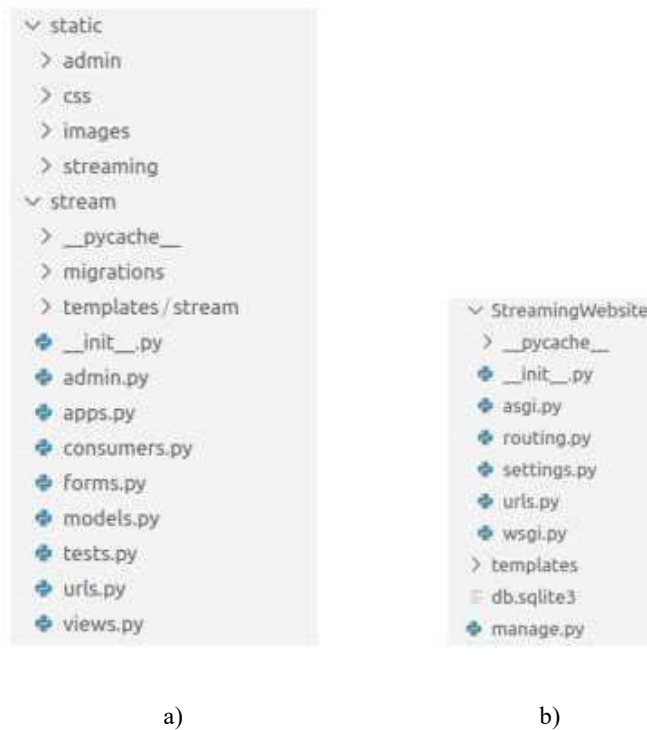 static
admin
css
images
streaming
stream
__pycache__
migrations
templates / stream
__init__.py
admin.py
apps.py
consumers.py
forms.py
models.py
tests.py
urls.py
views.py
StreamingWebsite
__pycache__
__init__.py
asgi.py
routing.py
settings.py
urls.py
wsgi.py
templates
db.sqlite3
manage.py
a)
b)